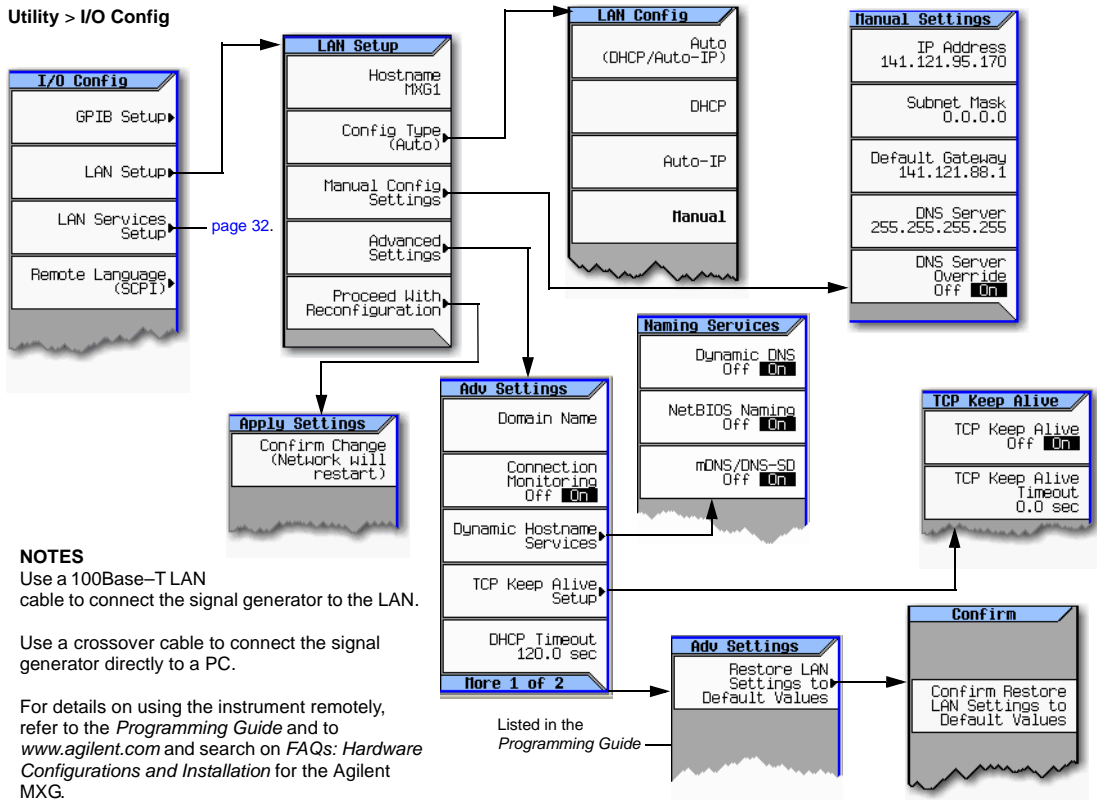 Utility > I/O Config
I/O Config
GPIB Setup
LAN Setup
LAN Services
Setup
page 32.
Remote Language
(SCPI)
LAN Setup
Hostname
MXG1
Config Type
(Auto)
Manual Config
Settings
Advanced
Settings
Proceed With
Reconfiguration
LAN Config
Auto
(DHCP/Auto-IP)
DHCP
Auto-IP
Manual
Manual Settings
IP Address
141.121.95.170
Subnet Mask
0.0.0.0
Default Gateway
141.121.88.1
DNS Server
255.255.255.255
DNS Server
Override
Off On
Apply Settings
Confirm Change
(Network will
restart)
Adv Settings
Domain Name
Connection
Monitoring
Off On
Dynamic Hostname
Services
TCP Keep Alive
Setup
DHCP Timeout
120.0 sec
More 1 of 2
Naming Services
Dynamic DNS
Off On
NetBIOS Naming
Off On
mDNS/DNS-SD
Off On
TCP Keep Alive
TCP Keep Alive
Off On
TCP Keep Alive
Timeout
0.0 sec
NOTES
Use a 100Base–T LAN
cable to connect the signal generator to the LAN.
Use a crossover cable to connect the signal
generator directly to a PC.
For details on using the instrument remotely,
refer to the Programming Guide and to
www.agilent.com and search on FAQs: Hardware
Configurations and Installation for the Agilent
MXG.
Listed in the
Programming Guide
Adv Settings
Restore LAN
Settings to
Default Values
Confirm
Confirm Restore
LAN Settings to
Default Values